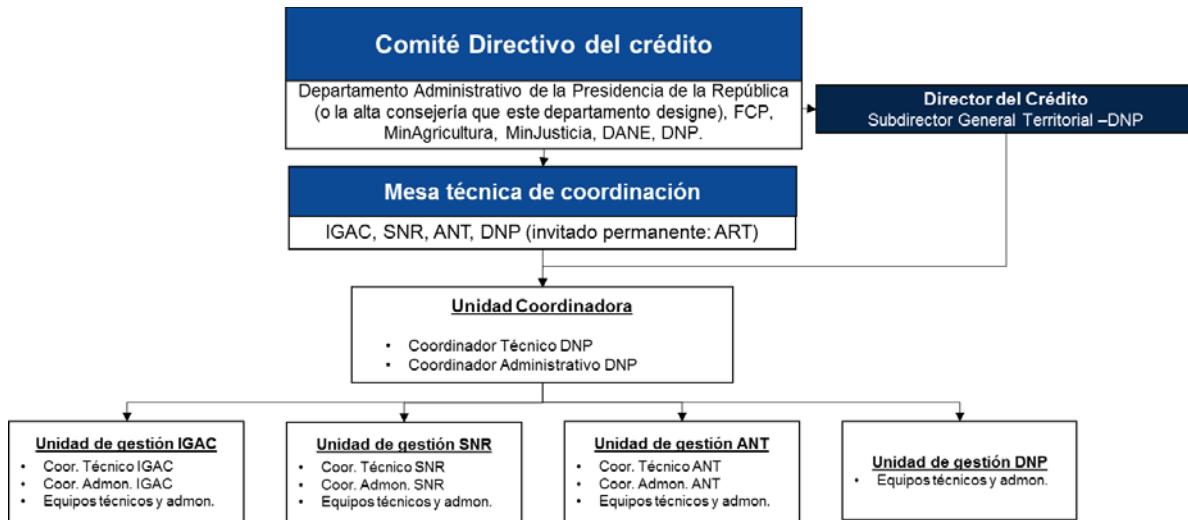 Comité Directivo del crédito
Departamento Administrativo de la Presidencia de la República
(o la alta consejería que este departamento designe), FCP,
MinAgricultura, MinJusticia, DANE, DNP.
Director del Crédito
Subdirector General Territorial –DNP
Mesa técnica de coordinación
IGAC, SNR, ANT, DNP (invitado permanente: ART)
Unidad Coordinadora
• Coordinador Técnico DNP
• Coordinador Administrativo DNP
Unidad de gestión IGAC
• Coor. Técnico IGAC
• Coor. Admon. IGAC
• Equipos técnicos y admon.
Unidad de gestión SNR
• Coor. Técnico SNR
• Coor. Admon. SNR
• Equipos técnicos y admon.
Unidad de gestión ANT
• Coor. Técnico ANT
• Coor. Admon. ANT
• Equipos técnicos y admon.
Unidad de gestión DNP
• Equipos técnicos y admon.